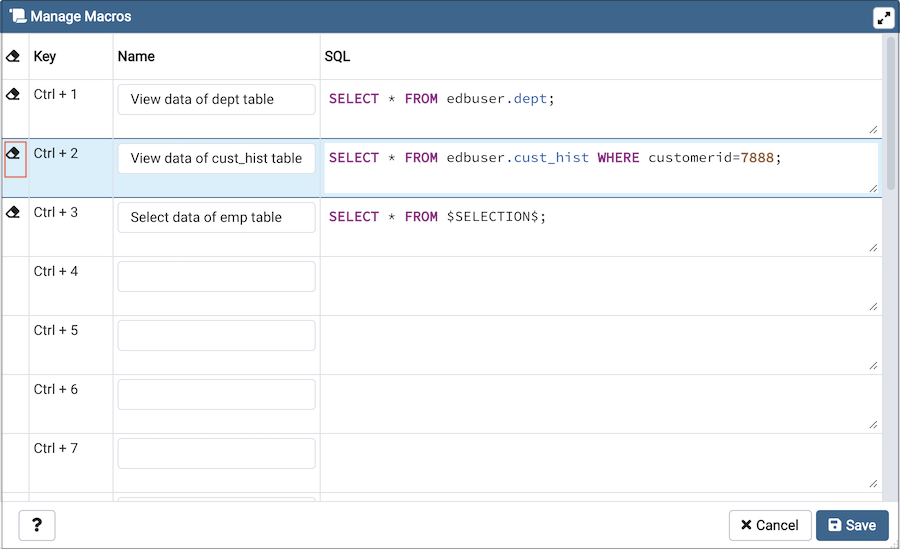 Manage Macros
Key Name SQL
Ctrl + 1 View data of dept table SELECT * FROM edbuser.dept;
Ctrl + 2 View data of cust_hist table SELECT * FROM edbuser.cust_hist WHERE customerid=7888;
Ctrl + 3 Select data of emp table SELECT * FROM $SELECTION$;
Ctrl + 4
Ctrl + 5
Ctrl + 6
Ctrl + 7
? Cancel Save